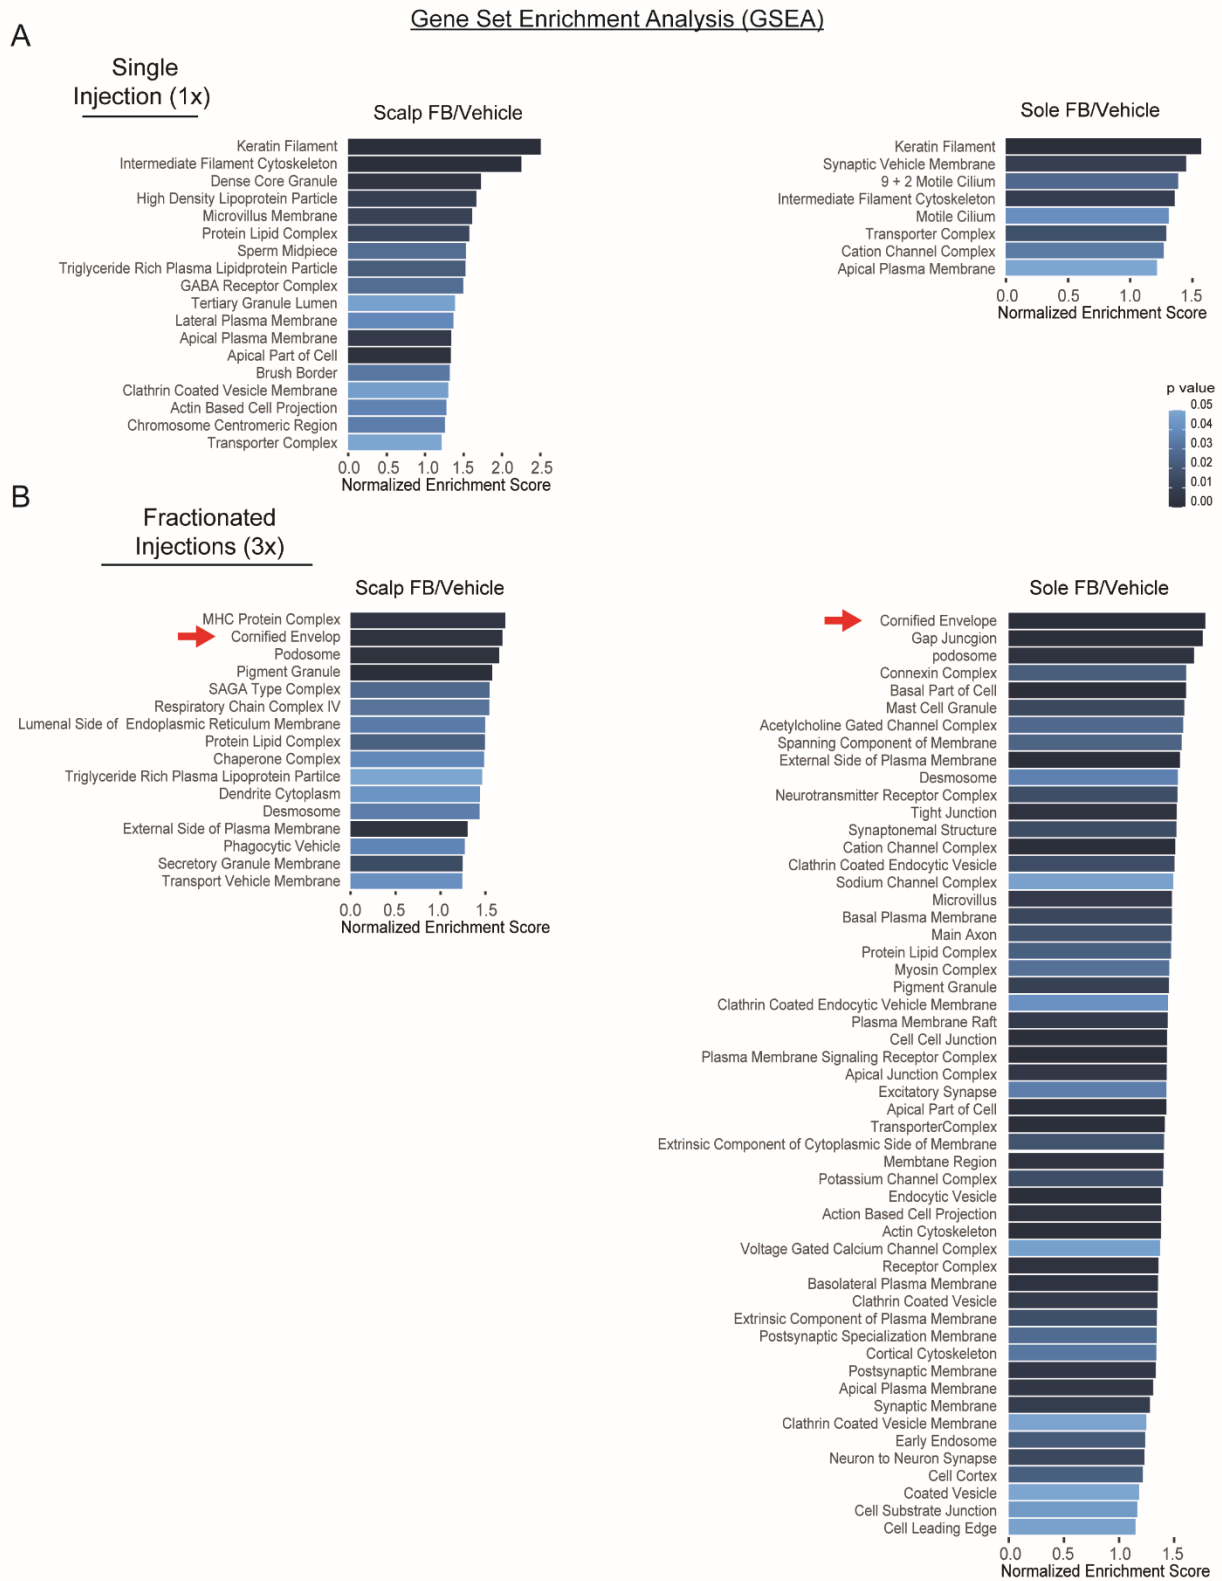 Gene Set Enrichment Analysis (GSEA)
A
Single
Injection (1x)
Scalp FB/Vehicle
Keratin Filament
Intermediate Filament Cytoskeleton
Dense Core Granule
High Density Lipoprotein Particle
Microvillus Membrane
Protein Lipid Complex
Sperm Midpiece
Triglyceride Rich Plasma Lipidprotein Particle
GABA Receptor Complex
Tertiary Granule Lumen
Lateral Plasma Membrane
Apical Plasma Membrane
Apical Part of Cell
Brush Border
Clathrin Coated Vesicle Membrane
Actin Based Cell Projection
Chromosome Centromeric Region
Transporter Complex
0.0 0.5 1.0 1.5 2.0 2.5
Normalized Enrichment Score
Sole FB/Vehicle
Keratin Filament
Synaptic Vehicle Membrane
9 + 2 Motile Cilium
Intermediate Filament Cytoskeleton
Motile Cilium
Transporter Complex
Cation Channel Complex
Apical Plasma Membrane
0.0 0.5 1.0 1.5
Normalized Enrichment Score
p value
0.05
0.04
0.03
0.02
0.01
0.00
B
Fractionated
Injections (3x)
Scalp FB/Vehicle
MHC Protein Complex
Cornified Envelop
Podosome
Pigment Granule
SAGA Type Complex
Respiratory Chain Complex IV
Lumenal Side of Endoplasmic Reticulum Membrane
Protein Lipid Complex
Chaperone Complex
Triglyceride Rich Plasma Lipoprotein Partilce
Dendrite Cytoplasm
Desmosome
External Side of Plasma Membrane
Phagocytic Vehicle
Secretory Granule Membrane
Transport Vehicle Membrane
0.0 0.5 1.0 1.5
Normalized Enrichment Score
Sole FB/Vehicle
Cornified Envelope
Gap Juncgion
podosome
Connexin Complex
Basal Part of Cell
Mast Cell Granule
Acetylcholine Gated Channel Complex
Spanning Component of Membrane
External Side of Plasma Membrane
Desmosome
Neurotransmitter Receptor Complex
Tight Junction
Synaptonemal Structure
Cation Channel Complex
Clathrin Coated Endocytic Vesicle
Sodium Channel Complex
Microvillus
Basal Plasma Membrane
Main Axon
Protein Lipid Complex
Myosin Complex
Pigment Granule
Clathrin Coated Endocytic Vehicle Membrane
Plasma Membrane Raft
Cell Cell Junction
Plasma Membrane Signaling Receptor Complex
Apical Junction Complex
Excitatory Synapse
Apical Part of Cell
TransporterComplex
Extrinsic Component of Cytoplasmic Side of Membrane
Membtane Region
Potassium Channel Complex
Endocytic Vesicle
Action Based Cell Projection
Actin Cytoskeleton
Voltage Gated Calcium Channel Complex
Receptor Complex
Basolateral Plasma Membrane
Clathrin Coated Vesicle
Extrinsic Component of Plasma Membrane
Postsynaptic Specialization Membrane
Cortical Cytoskeleton
Postsynaptic Membrane
Apical Plasma Membrane
Synaptic Membrane
Clathrin Coated Vesicle Membrane
Early Endosome
Neuron to Neuron Synapse
Cell Cortex
Coated Vesicle
Cell Substrate Junction
Cell Leading Edge
0.0 0.5 1.0 1.5
Normalized Enrichment Score